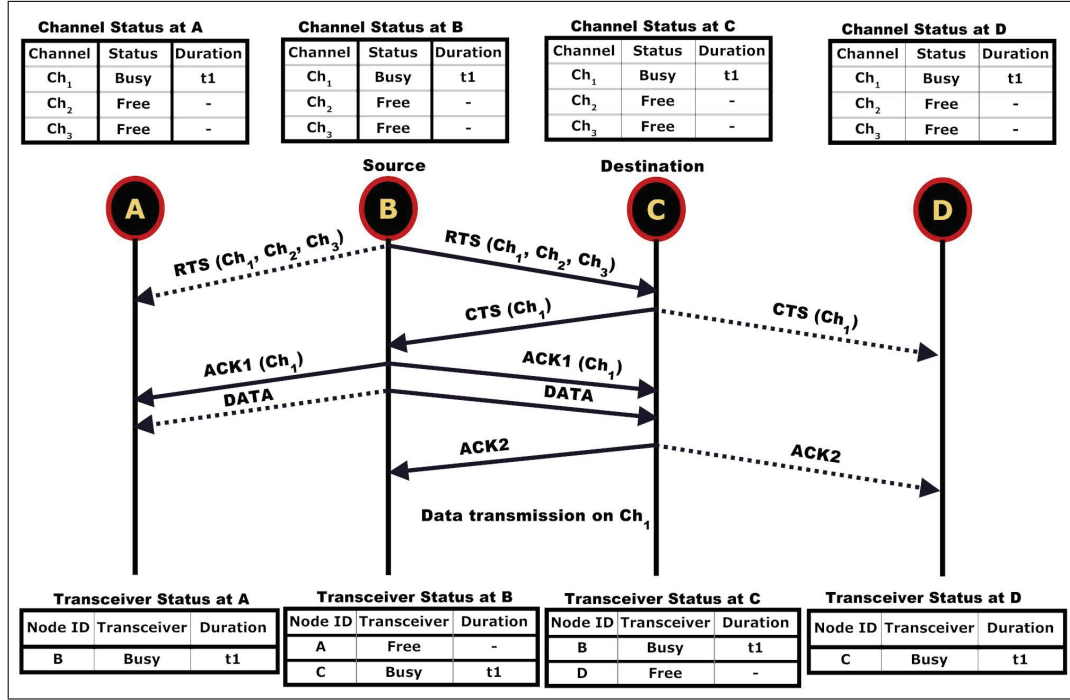 Channel Status at A
Channel Status Duration
Ch1 Busy t1
Ch2 Free -
Ch3 Free -
Channel Status at B
Channel Status Duration
Ch1 Busy t1
Ch2 Free -
Ch3 Free -
Channel Status at C
Channel Status Duration
Ch1 Busy t1
Ch2 Free -
Ch3 Free -
Channel Status at D
Channel Status Duration
Ch1 Busy t1
Ch2 Free -
Ch3 Free -
Source
Destination
A
B
C
D
RTS (Ch1, Ch2, Ch3)
RTS (Ch1, Ch2, Ch3)
CTS (Ch1)
CTS (Ch1)
ACK1 (Ch1)
ACK1 (Ch1)
DATA
DATA
ACK2
ACK2
Data transmission on Ch1
Transceiver Status at A
Node ID Transceiver Duration
B Busy t1
Transceiver Status at B
Node ID Transceiver Duration
A Free -
C Busy t1
Transceiver Status at C
Node ID Transceiver Duration
B Busy t1
D Free -
Transceiver Status at D
Node ID Transceiver Duration
C Busy t1